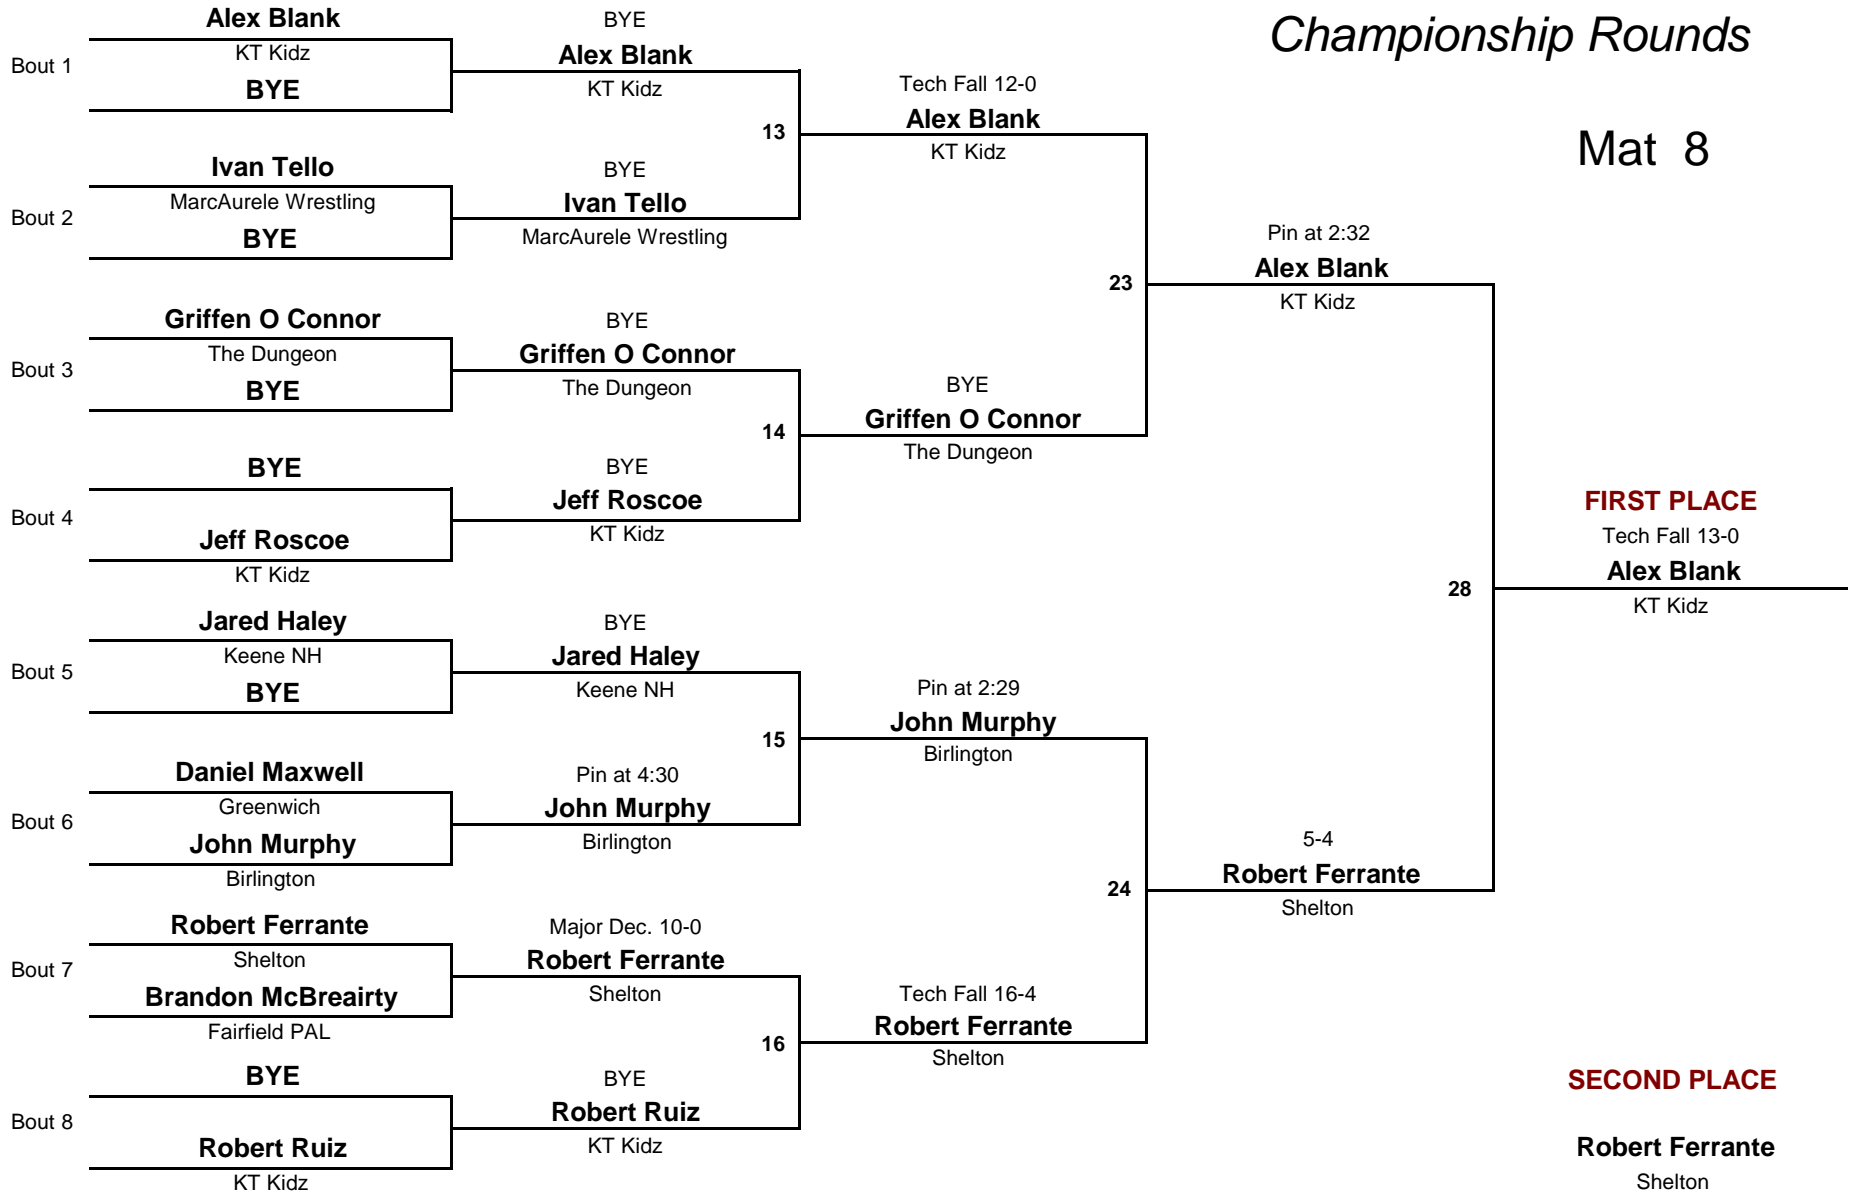 Championship Rounds
Mat 8
Bout 1
Alex Blank
KT Kidz
BYE
Bout 2
Ivan Tello
MarcAurele Wrestling
BYE
Bout 3
Griffen O Connor
The Dungeon
BYE
Bout 4
BYE
Jeff Roscoe
KT Kidz
Bout 5
Jared Haley
Keene NH
BYE
Bout 6
Daniel Maxwell
Greenwich
John Murphy
Birlington
Bout 7
Robert Ferrante
Shelton
Brandon McBreairty
Fairfield PAL
Bout 8
BYE
Robert Ruiz
KT Kidz
BYE
Alex Blank
KT Kidz
13
BYE
Ivan Tello
MarcAurele Wrestling
BYE
Griffen O Connor
The Dungeon
14
BYE
Jeff Roscoe
KT Kidz
BYE
Jared Haley
Keene NH
15
Pin at 4:30
John Murphy
Birlington
Major Dec. 10-0
Robert Ferrante
Shelton
16
BYE
Robert Ruiz
KT Kidz
Tech Fall 12-0
Alex Blank
KT Kidz
23
BYE
Griffen O Connor
The Dungeon
Pin at 2:29
John Murphy
Birlington
24
Tech Fall 16-4
Robert Ferrante
Shelton
Pin at 2:32
Alex Blank
KT Kidz
28
5-4
Robert Ferrante
Shelton
FIRST PLACE
Tech Fall 13-0
Alex Blank
KT Kidz
SECOND PLACE
Robert Ferrante
Shelton